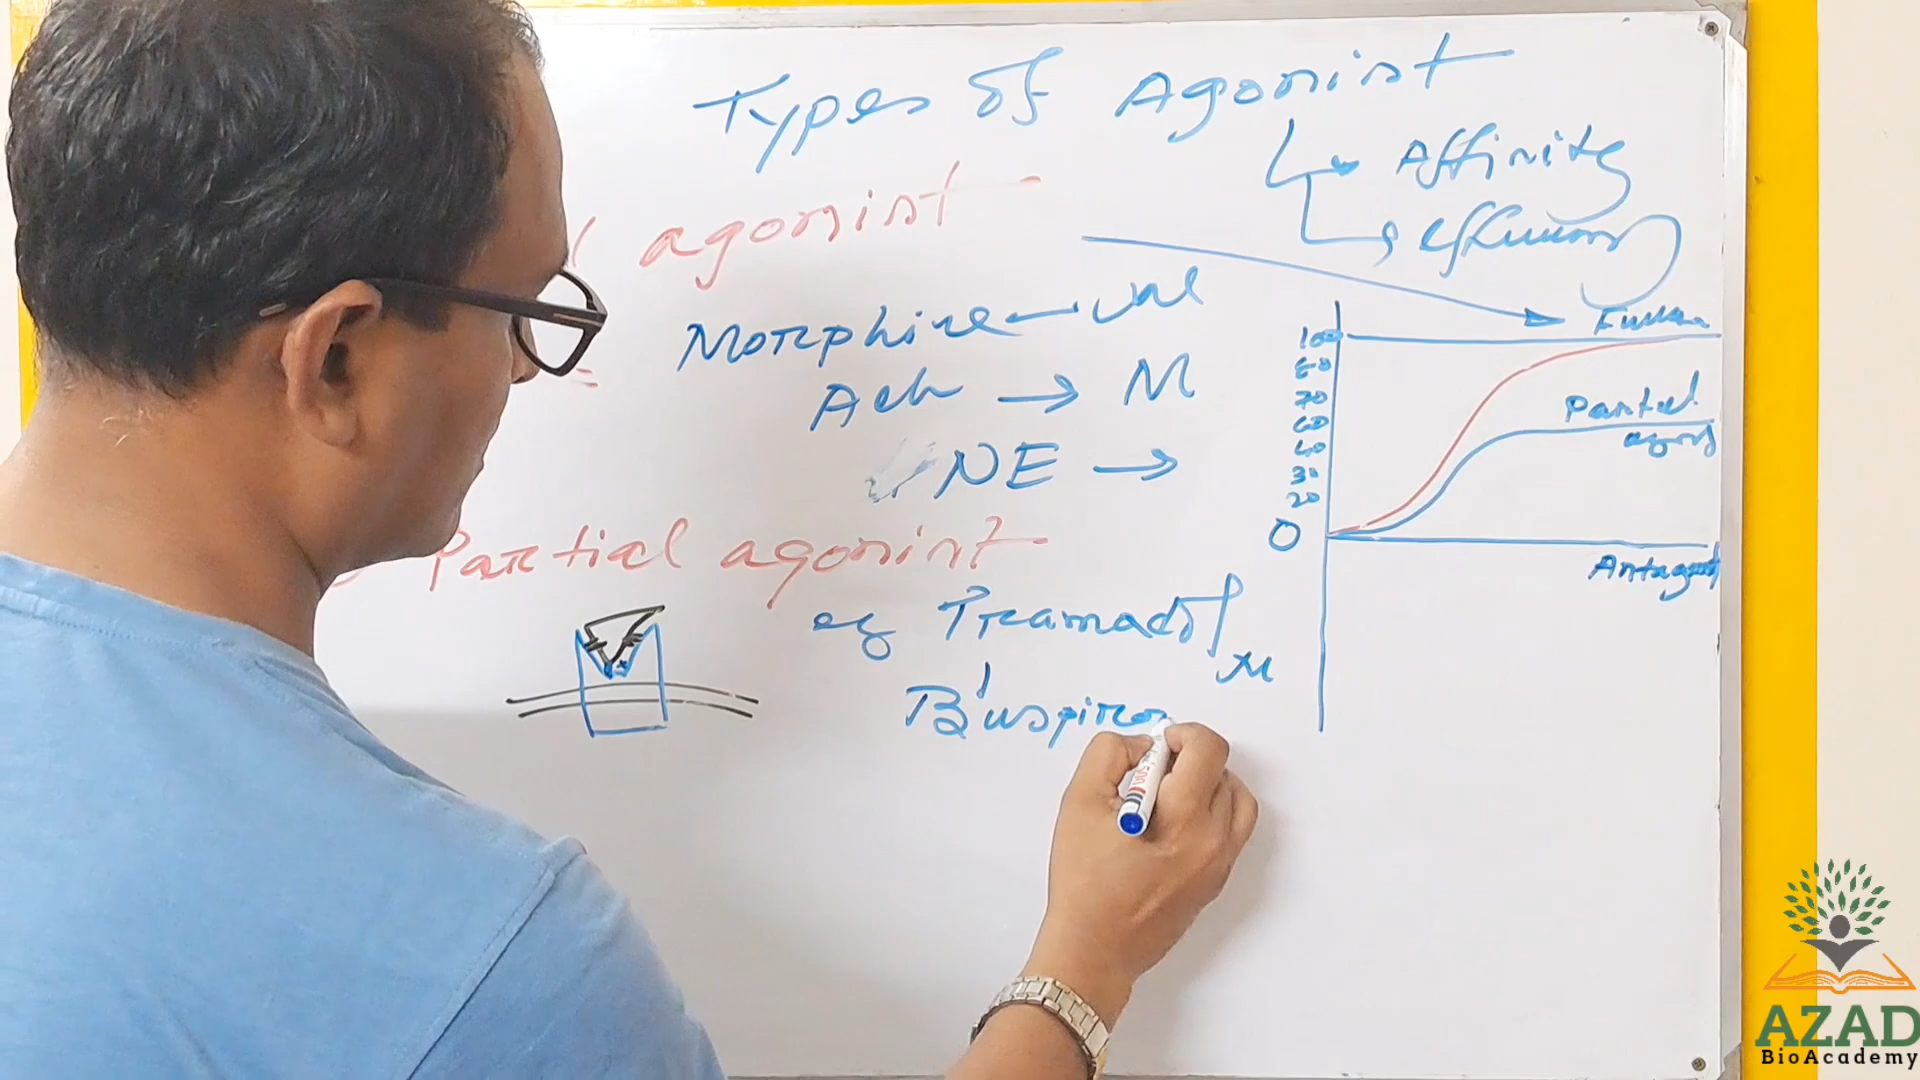 Types of Agonist
Affinity
agonist
Morphine
Ach → M
NE →
Partial agonist
eg Tramadol
M
Buspiron
100
80
70
60
40
30
20
0
Partial
agonist
Antagonist
AZAD
BioAcademy